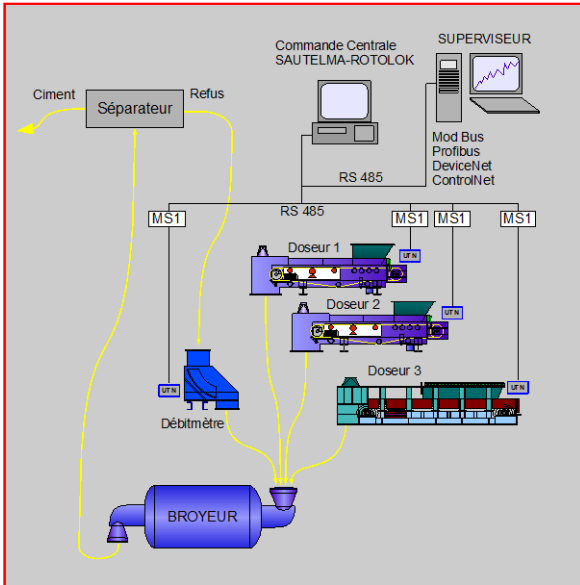 Commande Centrale
SAUTELMA-ROTOLOK
SUPERVISEUR
Ciment
Séparateur
Refus
Mod Bus
Profibus
DeviceNet
ControlNet
RS 485
RS 485
MS1
MS1
MS1
MS1
Doseur 1
UTN
Doseur 2
UTN
Doseur 3
UTN
UTN
Débitmètre
BROYEUR